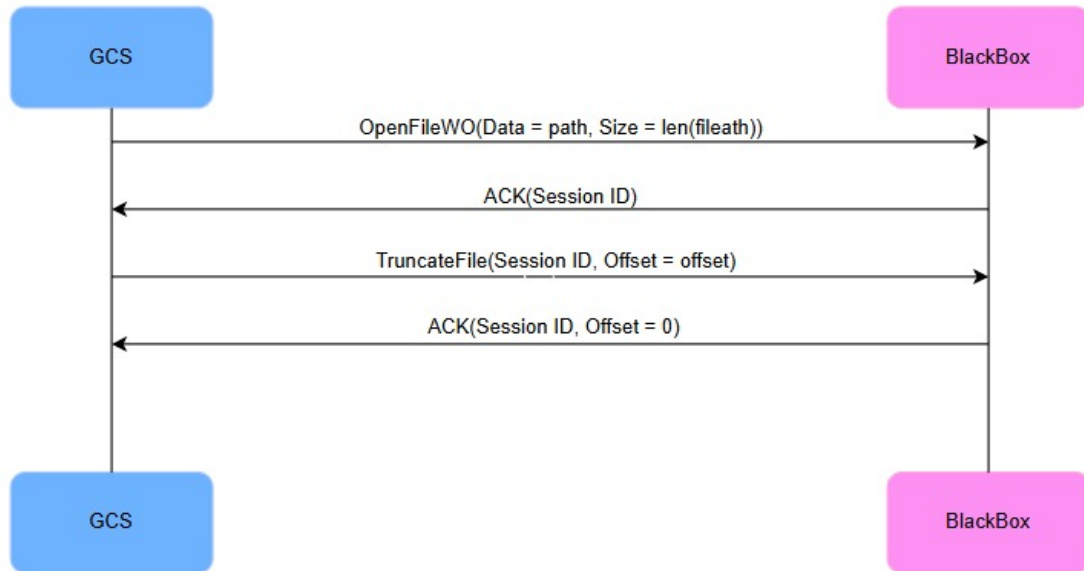 GCS
BlackBox
OpenFileWO(Data = path, Size = len(fileath))
ACK(Session ID)
TruncateFile(Session ID, Offset = offset)
ACK(Session ID, Offset = 0)
GCS
BlackBox